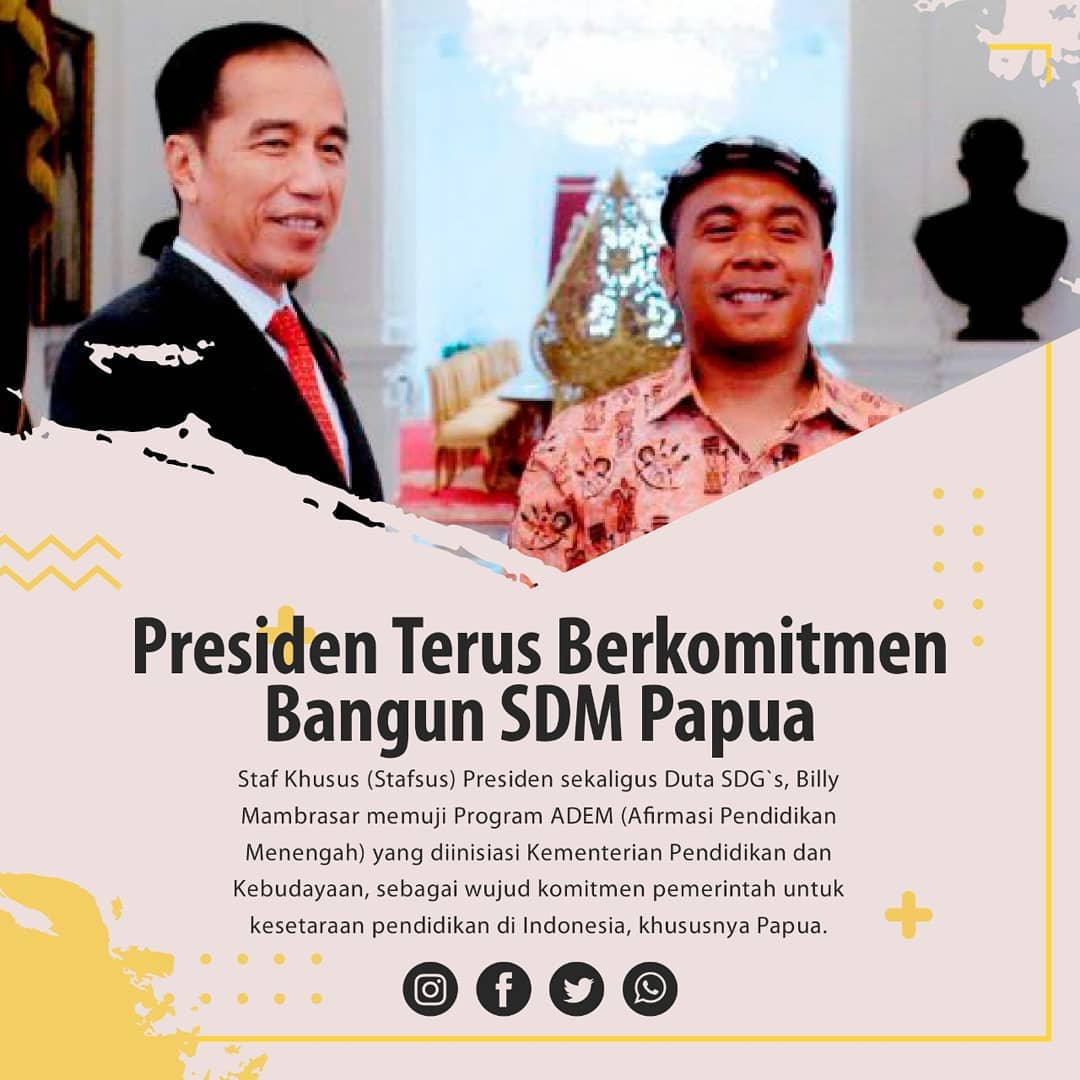 Presiden Terus Berkomitmen
Bangun SDM Papua
Staf Khusus (Stafsus) Presiden sekaligus Duta SDG`s, Billy
Mambrasar memuji Program ADEM (Afirmasi Pendidikan
Menengah) yang diinisiasi Kementerian Pendidikan dan
Kebudayaan, sebagai wujud komitmen pemerintah untuk
kesetaraan pendidikan di Indonesia, khususnya Papua.